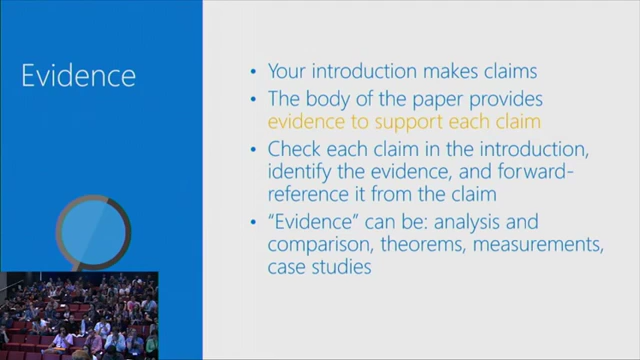 Evidence
• Your introduction makes claims
• The body of the paper provides
evidence to support each claim
• Check each claim in the introduction,
identify the evidence, and forward-
reference it from the claim
• “Evidence” can be: analysis and
comparison, theorems, measurements,
case studies